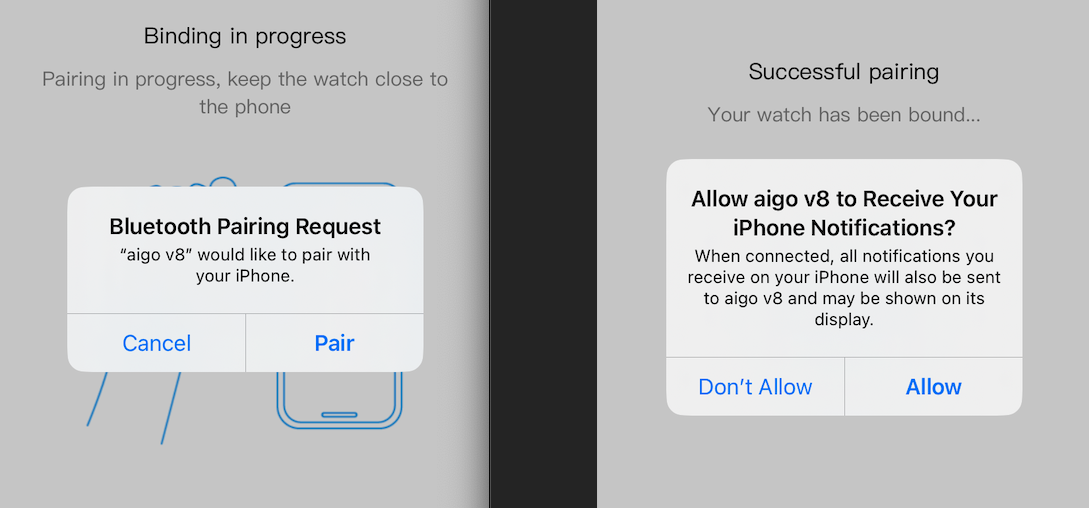 Binding in progress
Pairing in progress, keep the watch close to
the phone
Bluetooth Pairing Request
“aigo v8” would like to pair with
your iPhone.
Cancel
Pair
Successful pairing
Your watch has been bound...
Allow aigo v8 to Receive Your
iPhone Notifications?
When connected, all notifications you
receive on your iPhone will also be sent
to aigo v8 and may be shown on its
display.
Don’t Allow
Allow